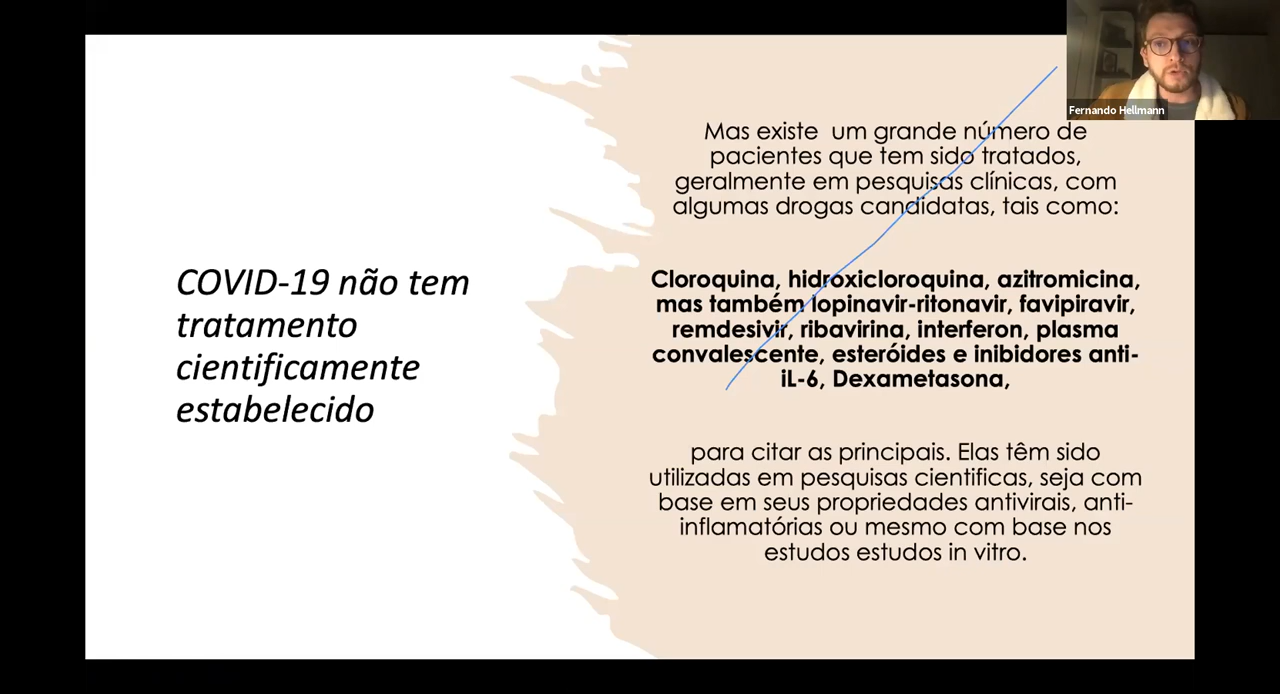 COVID-19 não tem
tratamento
cientificamente
estabelecido
Mas existe um grande número de
pacientes que tem sido tratados,
geralmente em pesquisas clínicas, com
algumas drogas candidatas, tais como:
Cloroquina, hidroxicloroquina, azitromicina,
mas também lopinavir-ritonavir, favipiravir,
remdesivir, ribavirina, interferon, plasma
convalescente, esteróides e inibidores anti-
iL-6, Dexametasona,
para citar as principais. Elas têm sido
utilizadas em pesquisas cientificas, seja com
base em seus propriedades antivirais, anti-
inflamatórias ou mesmo com base nos
estudos estudos in vitro.
Fernando Hellmann